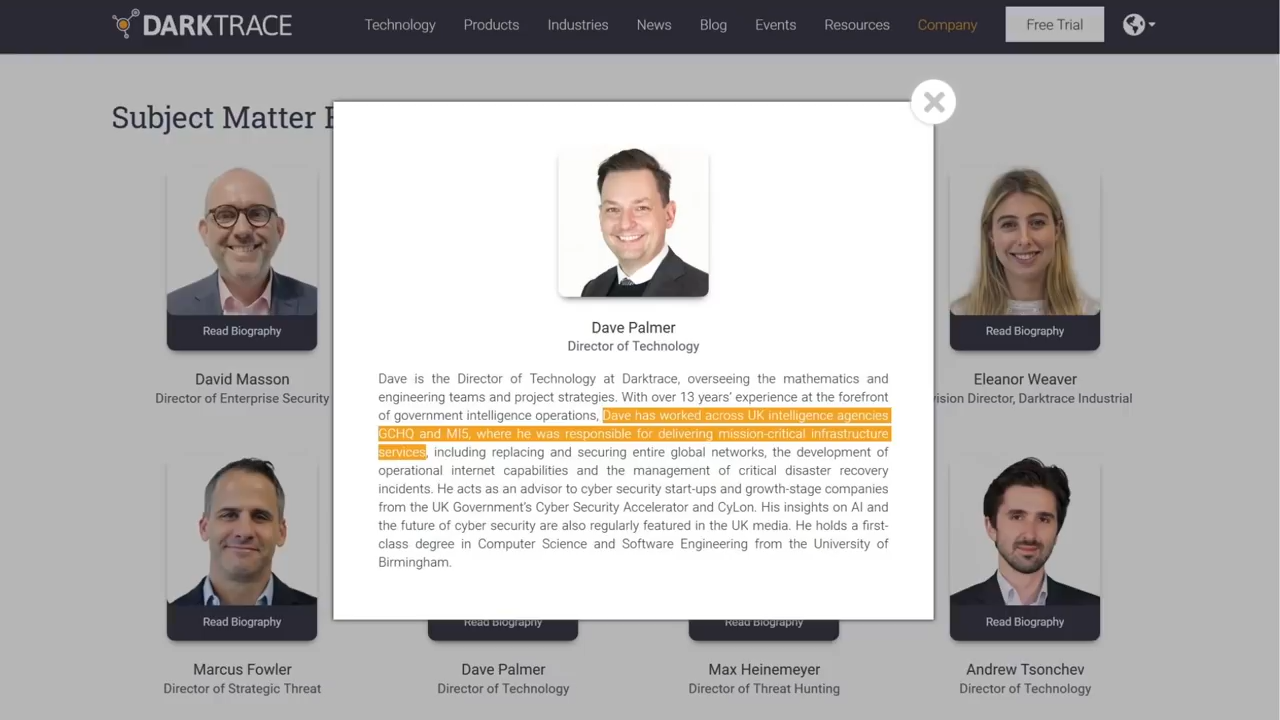 DARKTRACE
Technology
Products
Industries
News
Blog
Events
Resources
Company
Free Trial
Subject Matter
Read Biography
David Masson
Director of Enterprise Security
Read Biography
Eleanor Weaver
Director, Darktrace Industrial
Dave Palmer
Director of Technology
Dave is the Director of Technology at Darktrace, overseeing the mathematics and
engineering teams and project strategies. With over 13 years' experience at the forefront
of government intelligence operations, Dave has worked across UK intelligence agencies
GCHQ and MI5, where he was responsible for delivering mission-critical infrastructure
services, including replacing and securing entire global networks, the development of
operational internet capabilities and the management of critical disaster recovery
incidents. He acts as an advisor to cyber security start-ups and growth-stage companies
from the UK Government's Cyber Security Accelerator and CyLon. His insights on AI and
the future of cyber security are also regularly featured in the UK media. He holds a first-
class degree in Computer Science and Software Engineering from the University of
Birmingham.
Read Biography
Read Biography
Read Biography
Read Biography
Marcus Fowler
Director of Strategic Threat
Dave Palmer
Director of Technology
Max Heinemeyer
Director of Threat Hunting
Andrew Tsonchev
Director of Technology